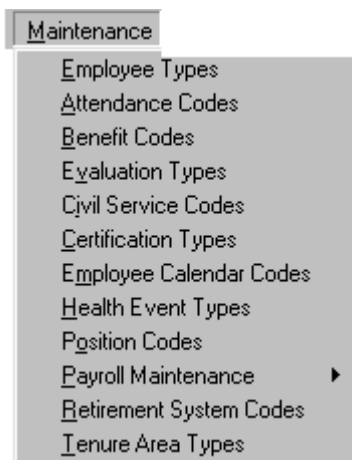 Maintenance
Employee Types
Attendance Codes
Benefit Codes
Evaluation Types
Civil Service Codes
Certification Types
Employee Calendar Codes
Health Event Types
Position Codes
Payroll Maintenance
Retirement System Codes
Tenure Area Types